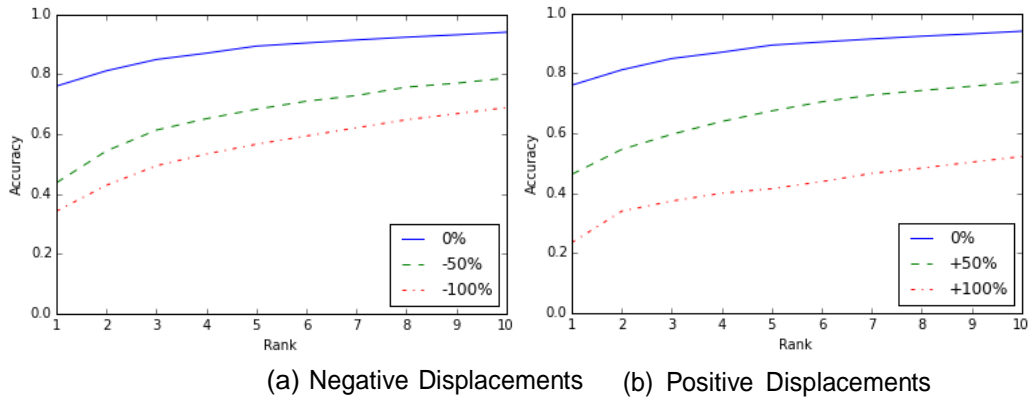 1.0
0.8
0.6
0.4
0.2
0.0
Accuracy
0%
-50%
-100%
1 2 3 4 5 6 7 8 9 10
Rank
(a) Negative Displacements
1.0
0.8
0.6
0.4
0.2
0.0
Accuracy
0%
+50%
+100%
1 2 3 4 5 6 7 8 9 10
Rank
(b) Positive Displacements